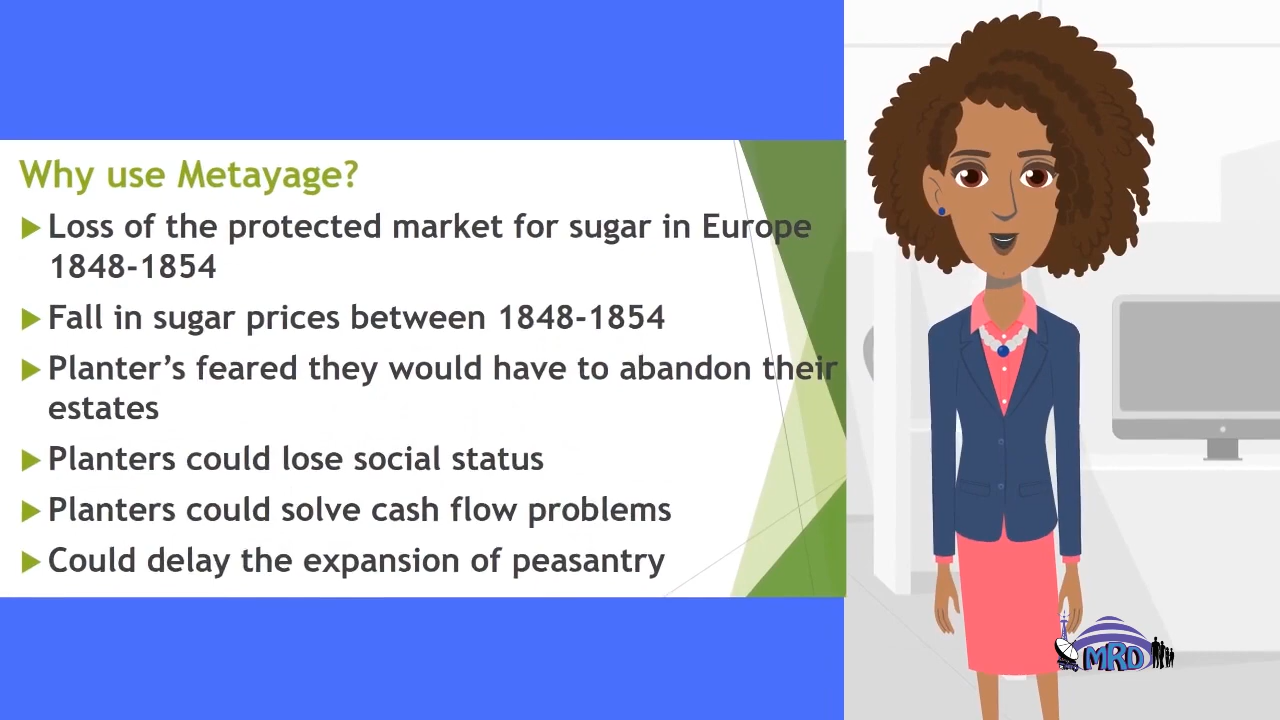 Why use Metayage?
Loss of the protected market for sugar in Europe
1848-1854
Fall in sugar prices between 1848-1854
Planter’s feared they would have to abandon their
estates
Planters could lose social status
Planters could solve cash flow problems
Could delay the expansion of peasantry
MRD